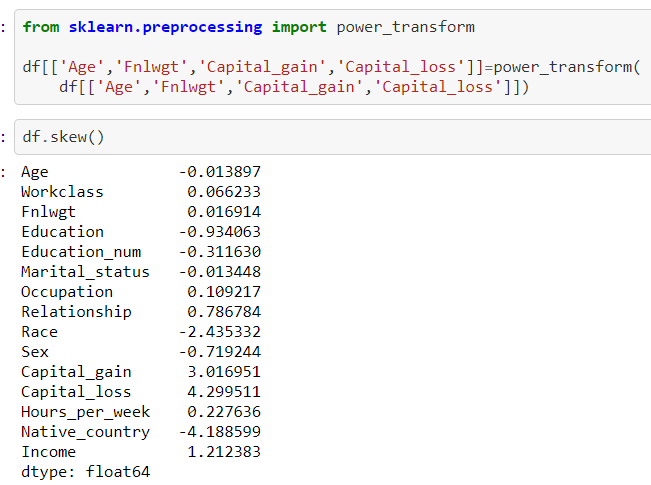 : from sklearn.preprocessing import power_transform
df[['Age','Fnlwgt','Capital_gain','Capital_loss']]=power_transform(
    df[['Age','Fnlwgt','Capital_gain','Capital_loss']])
: df.skew()
: Age              -0.013897
Workclass         0.066233
Fnlwgt            0.016914
Education        -0.934063
Education_num    -0.311630
Marital_status   -0.013448
Occupation        0.109217
Relationship      0.786784
Race             -2.435332
Sex              -0.719244
Capital_gain      3.016951
Capital_loss      4.299511
Hours_per_week    0.227636
Native_country   -4.188599
Income            1.212383
dtype: float64